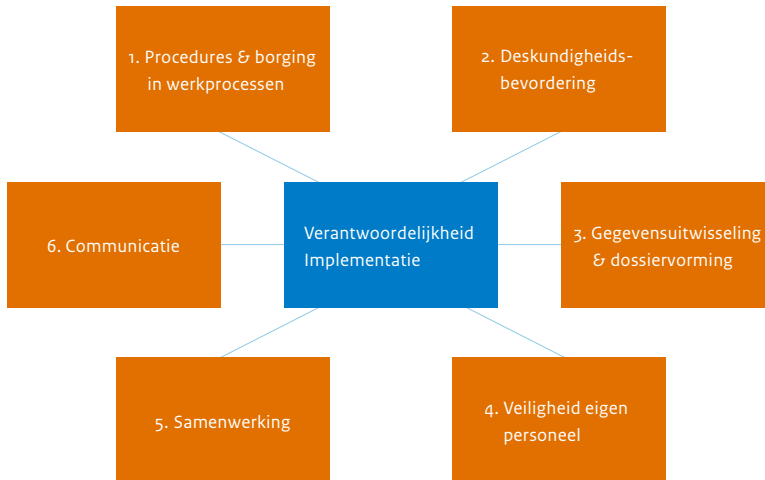 1. Procedures & borging
in werkprocessen
2. Deskundigheids-
bevordering
6. Communicatie
Verantwoordelijkheid
Implementatie
3. Gegevensuitwisseling
& dossiervorming
5. Samenwerking
4. Veiligheid eigen
personeel